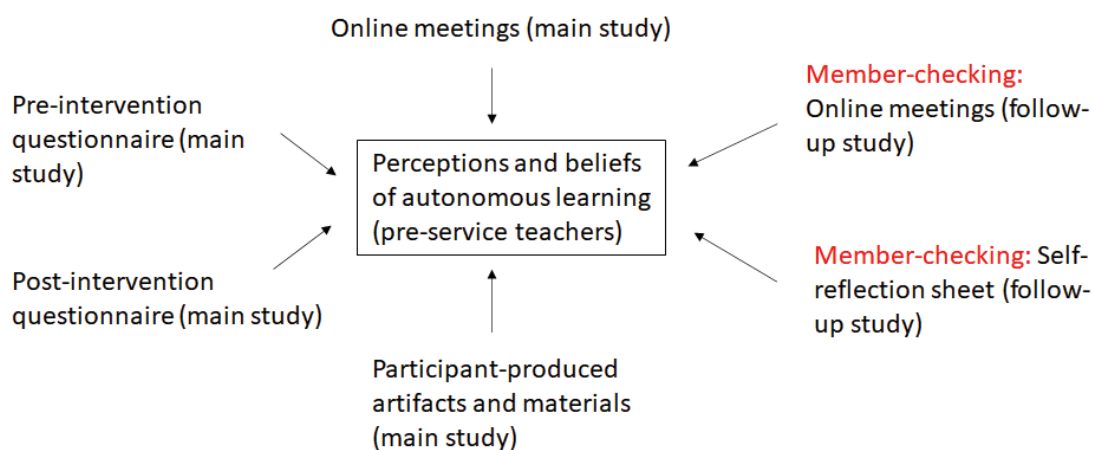 Online meetings (main study)
Pre-intervention
questionnaire (main
study)
Member-checking:
Online meetings (follow-
up study)
Perceptions and beliefs
of autonomous learning
(pre-service teachers)
Post-intervention
questionnaire (main study)
Member-checking: Self-
reflection sheet (follow-
up study)
Participant-produced
artifacts and materials
(main study)